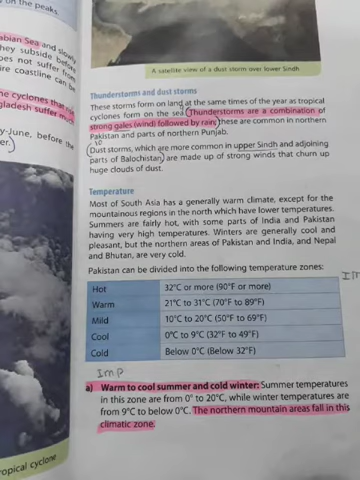 on the peaks.
abian Sea and slowly
hey subside before
oes not suffer from
ire coastline can be
he cyclones that
gladesh suffer much
y-June, before the
er.)
ropical cyclone
A satellite view of a dust storm over lower Sindh
Thunderstorms and dust storms
These storms form on land at the same times of the year as tropical
cyclones form on the sea. (Thunderstorms are a combination of
strong gales (wind) followed by rain;) these are common in northern
Pakistan and parts of northern Punjab.
(Dust storms, which are more common in upper Sindh and adjoining
parts of Balochistan,) are made up of strong winds that churn up
huge clouds of dust.
Temperature
Most of South Asia has a generally warm climate, except for the
mountainous regions in the north which have lower temperatures.
Summers are fairly hot, with some parts of India and Pakistan
having very high temperatures. Winters are generally cool and
pleasant, but the northern areas of Pakistan and India, and Nepal
and Bhutan, are very cold.
Pakistan can be divided into the following temperature zones:
Hot 32°C or more (90°F or more)
Warm 21°C to 31°C (70°F to 89°F)
Mild 10°C to 20°C (50°F to 69°F)
Cool 0°C to 9°C (32°F to 49°F)
Cold Below 0°C (Below 32°F)
Imp
a) Warm to cool summer and cold winter: Summer temperatures
in this zone are from 0° to 20°C, while winter temperatures are
from 9°C to below 0°C. The northern mountain areas fall in this
climatic zone.